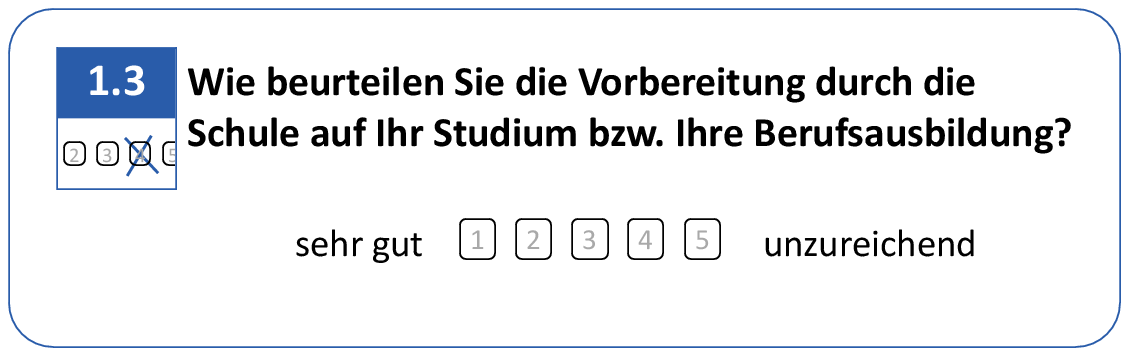 1.3
Wie beurteilen Sie die Vorbereitung durch die
Schule auf Ihr Studium bzw. Ihre Berufsausbildung?
2 3 4 5
sehr gut 1 2 3 4 5 unzureichend